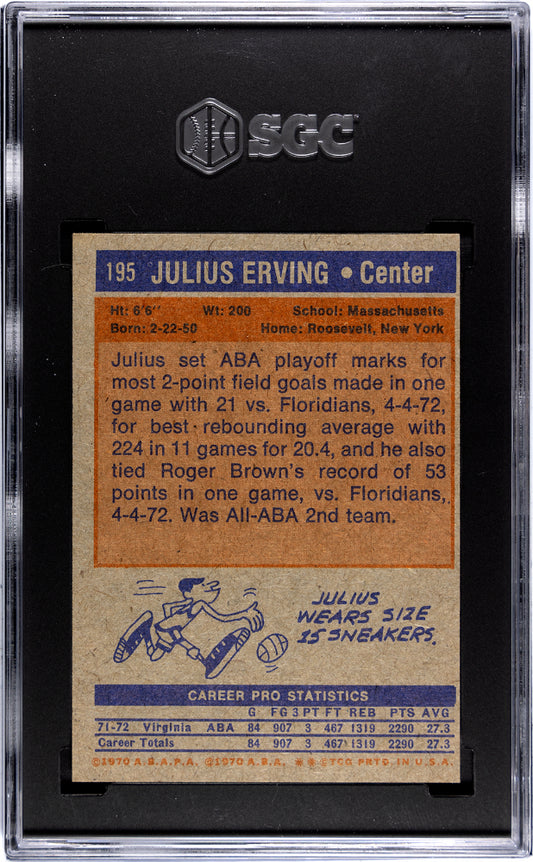 SGC
195 JULIUS ERVING • Center
Ht: 6'6" Wt: 200 School: Massachusetts
Born: 2-22-50 Home: Roosevelt, New York
Julius set ABA playoff marks for
most 2-point field goals made in one
game with 21 vs. Floridians, 4-4-72,
for best rebounding average with
224 in 11 games for 20.4, and he also
tied Roger Brown's record of 53
points in one game, vs. Floridians,
4-4-72. Was All-ABA 2nd team.
JULIUS
WEARS SIZE
15 SNEAKERS.
CAREER PRO STATISTICS
G FG 3PT FT REB PTS AVG
71-72 Virginia ABA 84 907 3 467 1319 2290 27.3
Career Totals 84 907 3 467 1319 2290 27.3
©1970 A.B.A.P.A. ©1970 A.B.A. ✱✱ ©TCG PRTD IN U.S.A.